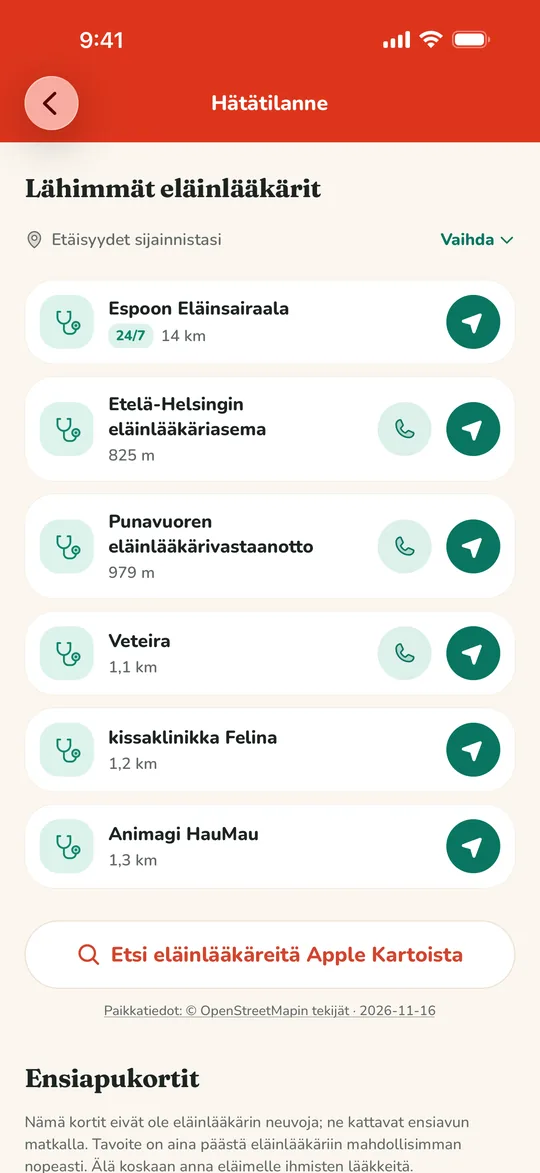 9:41
Hätätilanne
Lähimmät eläinlääkärit
Etäisyydet sijainnistasi
Vaihda
Espoon Eläinsairaala
24/7 14 km
Etelä-Helsingin
eläinlääkäriasema
825 m
Punavuoren
eläinlääkärivastaanotto
979 m
Veteira
1,1 km
kissaklinikka Felina
1,2 km
Animagi HauMau
1,3 km
Etsi eläinlääkäreitä Apple Kartoista
Paikkatiedot: © OpenStreetMapin tekijät · 2026-11-16
Ensiapukortit
Nämä kortit eivät ole eläinlääkärin neuvoja; ne kattavat ensiavun
matkalla. Tavoite on aina päästä eläinlääkäriin mahdollisimman
nopeasti. Älä koskaan anna eläimelle ihmisten lääkkeitä.